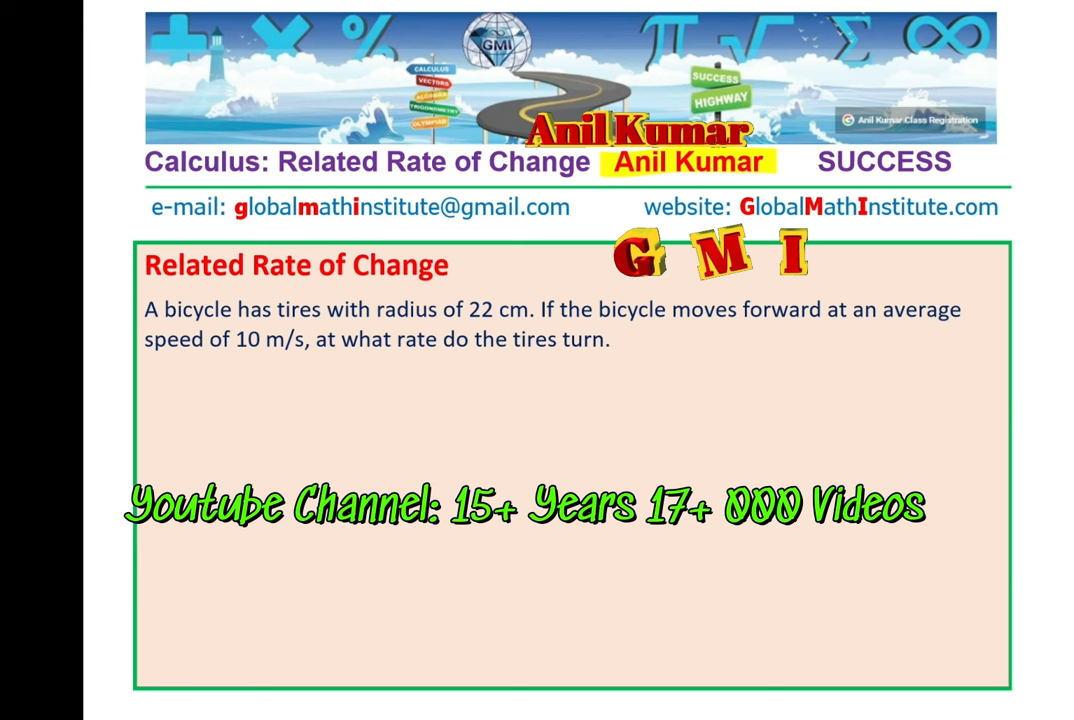 GMI
CALCULUS
VECTORS
ALGEBRA
TRIGONOMETRY
OLYMPIAD
SUCCESS
HIGHWAY
Anil Kumar Class Registration
Anil Kumar
Calculus: Related Rate of Change Anil Kumar SUCCESS
e-mail: globalmathinstitute@gmail.com website: GlobalMathInstitute.com
G M I
Related Rate of Change
A bicycle has tires with radius of 22 cm. If the bicycle moves forward at an average
speed of 10 m/s, at what rate do the tires turn.
Youtube Channel: 15+ Years 17+ 000 Videos